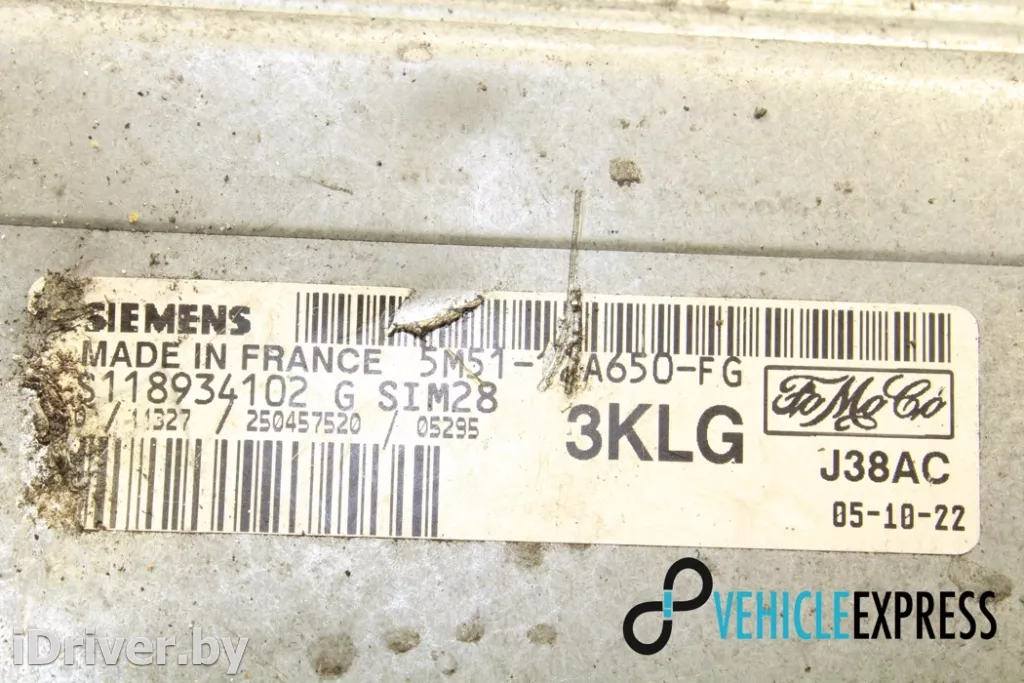 SIEMENS
MADE IN FRANCE 5M51- A650-FG
S118934102 G SIM28
/ 11327 / 250457520 / 05295
3KLG
FoMoCo
J38AC
05-10-22
VEHICLEEXPRESS
iDriver.by